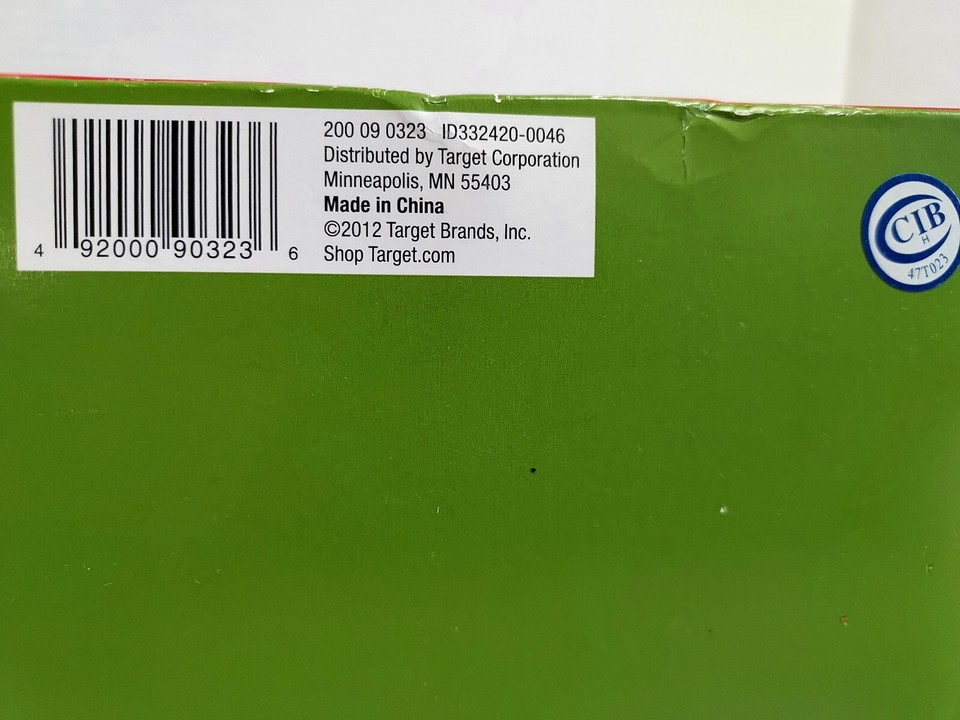 200 09 0323 ID332420-0046
Distributed by Target Corporation
Minneapolis, MN 55403
Made in China
©2012 Target Brands, Inc.
Shop Target.com
4 92000 90323 6
CIB
H
47T023